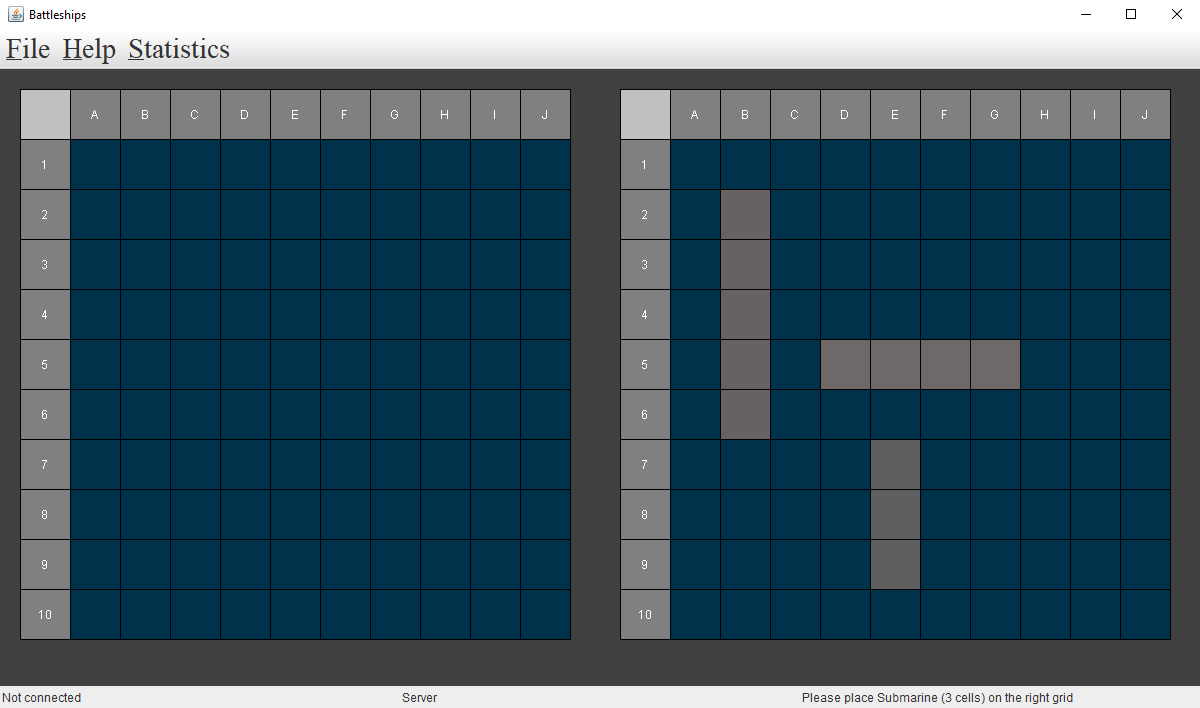 Battleships
File Help Statistics
A B C D E F G H I J
1
2
3
4
5
6
7
8
9
10
A B C D E F G H I J
1
2
3
4
5
6
7
8
9
10
Not connected
Server
Please place Submarine (3 cells) on the right grid